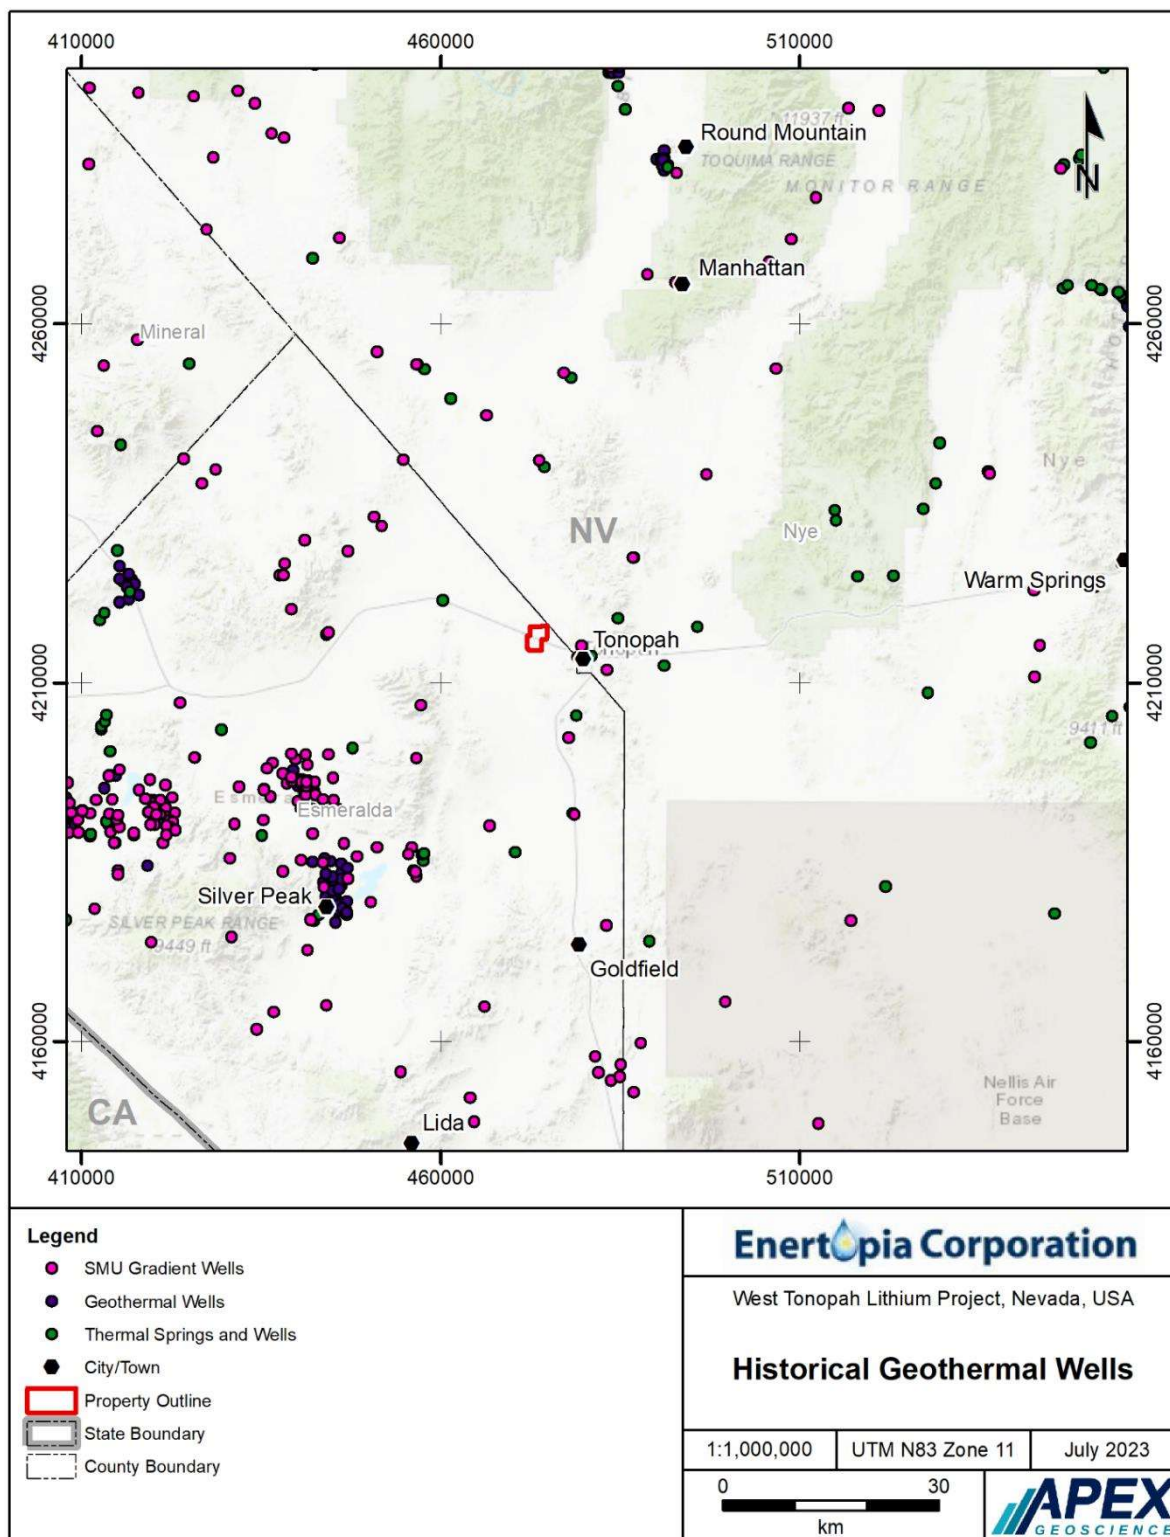 410000
460000
510000
Round Mountain
11937 ft
TOQUIMA RANGE
MONITOR RANGE
N
Manhattan
4260000
4260000
Mineral
Nye
NV
Nye
Warm Springs
Tonopah
4210000
4210000
9411 ft
Esmeralda
Silver Peak
SILVER PEAK RANGE
9449 ft
Goldfield
4160000
4160000
Nellis Air
Force
Base
CA
Lida
410000
460000
510000
Legend
SMU Gradient Wells
Geothermal Wells
Thermal Springs and Wells
City/Town
Property Outline
State Boundary
County Boundary
Enertopia Corporation
West Tonopah Lithium Project, Nevada, USA
Historical Geothermal Wells
1:1,000,000
UTM N83 Zone 11
July 2023
0
30
km
APEX
GEOSCIENCE